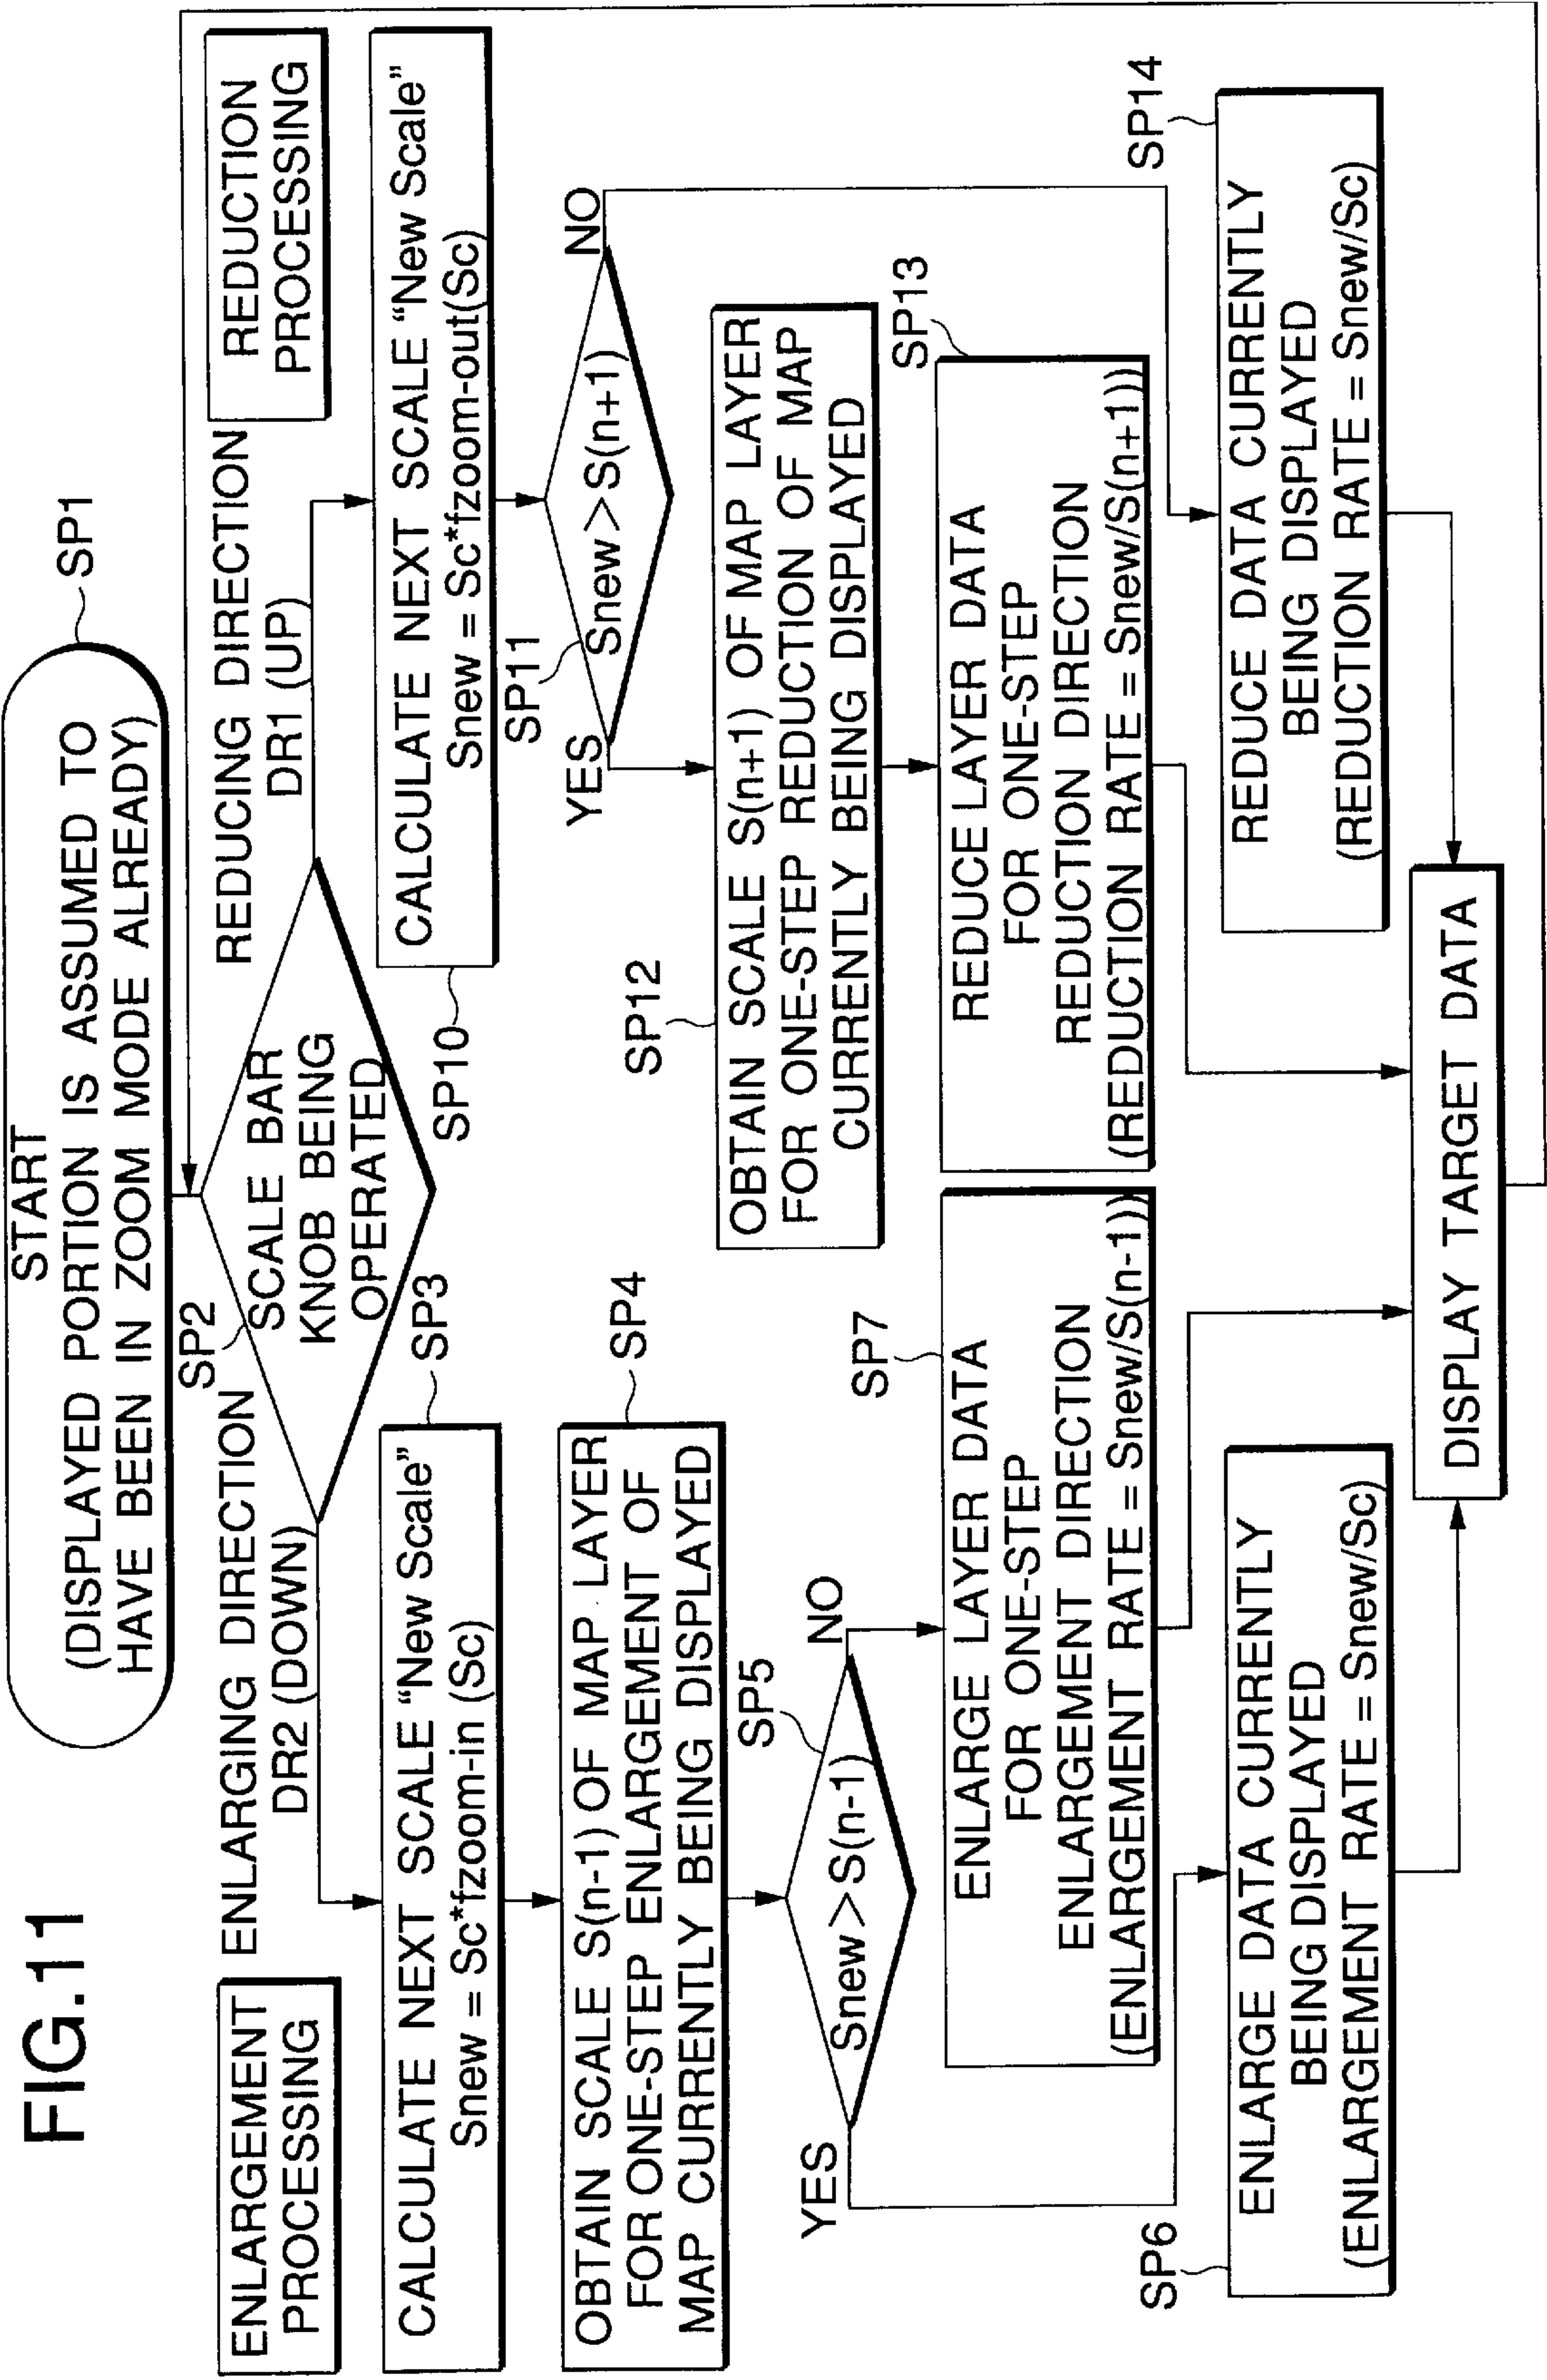 FIG.11
START
(DISPLAYED PORTION IS ASSUMED TO
HAVE BEEN IN ZOOM MODE ALREADY)
SP1
SP2
SCALE BAR
KNOB BEING
OPERATED
ENLARGING DIRECTION
DR2 (DOWN)
REDUCING DIRECTION
DR1 (UP)
ENLARGEMENT
PROCESSING
REDUCTION
PROCESSING
CALCULATE NEXT SCALE “New Scale”
Snew = Sc*fzoom-in (Sc)
SP3
OBTAIN SCALE S(n-1) OF MAP LAYER
FOR ONE-STEP ENLARGEMENT OF
MAP CURRENTLY BEING DISPLAYED
SP4
SP5
Snew > S(n-1)
YES
NO
SP7
ENLARGE LAYER DATA
FOR ONE-STEP
ENLARGEMENT DIRECTION
(ENLARGEMENT RATE = Snew/S(n-1))
SP6
ENLARGE DATA CURRENTLY
BEING DISPLAYED
(ENLARGEMENT RATE = Snew/Sc)
CALCULATE NEXT SCALE “New Scale”
Snew = Sc*fzoom-out(Sc)
SP10
SP11
Snew > S(n+1)
YES
NO
SP12
OBTAIN SCALE S(n+1) OF MAP LAYER
FOR ONE-STEP REDUCTION OF MAP
CURRENTLY BEING DISPLAYED
SP13
REDUCE LAYER DATA
FOR ONE-STEP
REDUCTION DIRECTION
(REDUCTION RATE = Snew/S(n+1))
SP14
REDUCE DATA CURRENTLY
BEING DISPLAYED
(REDUCTION RATE = Snew/Sc)
DISPLAY TARGET DATA